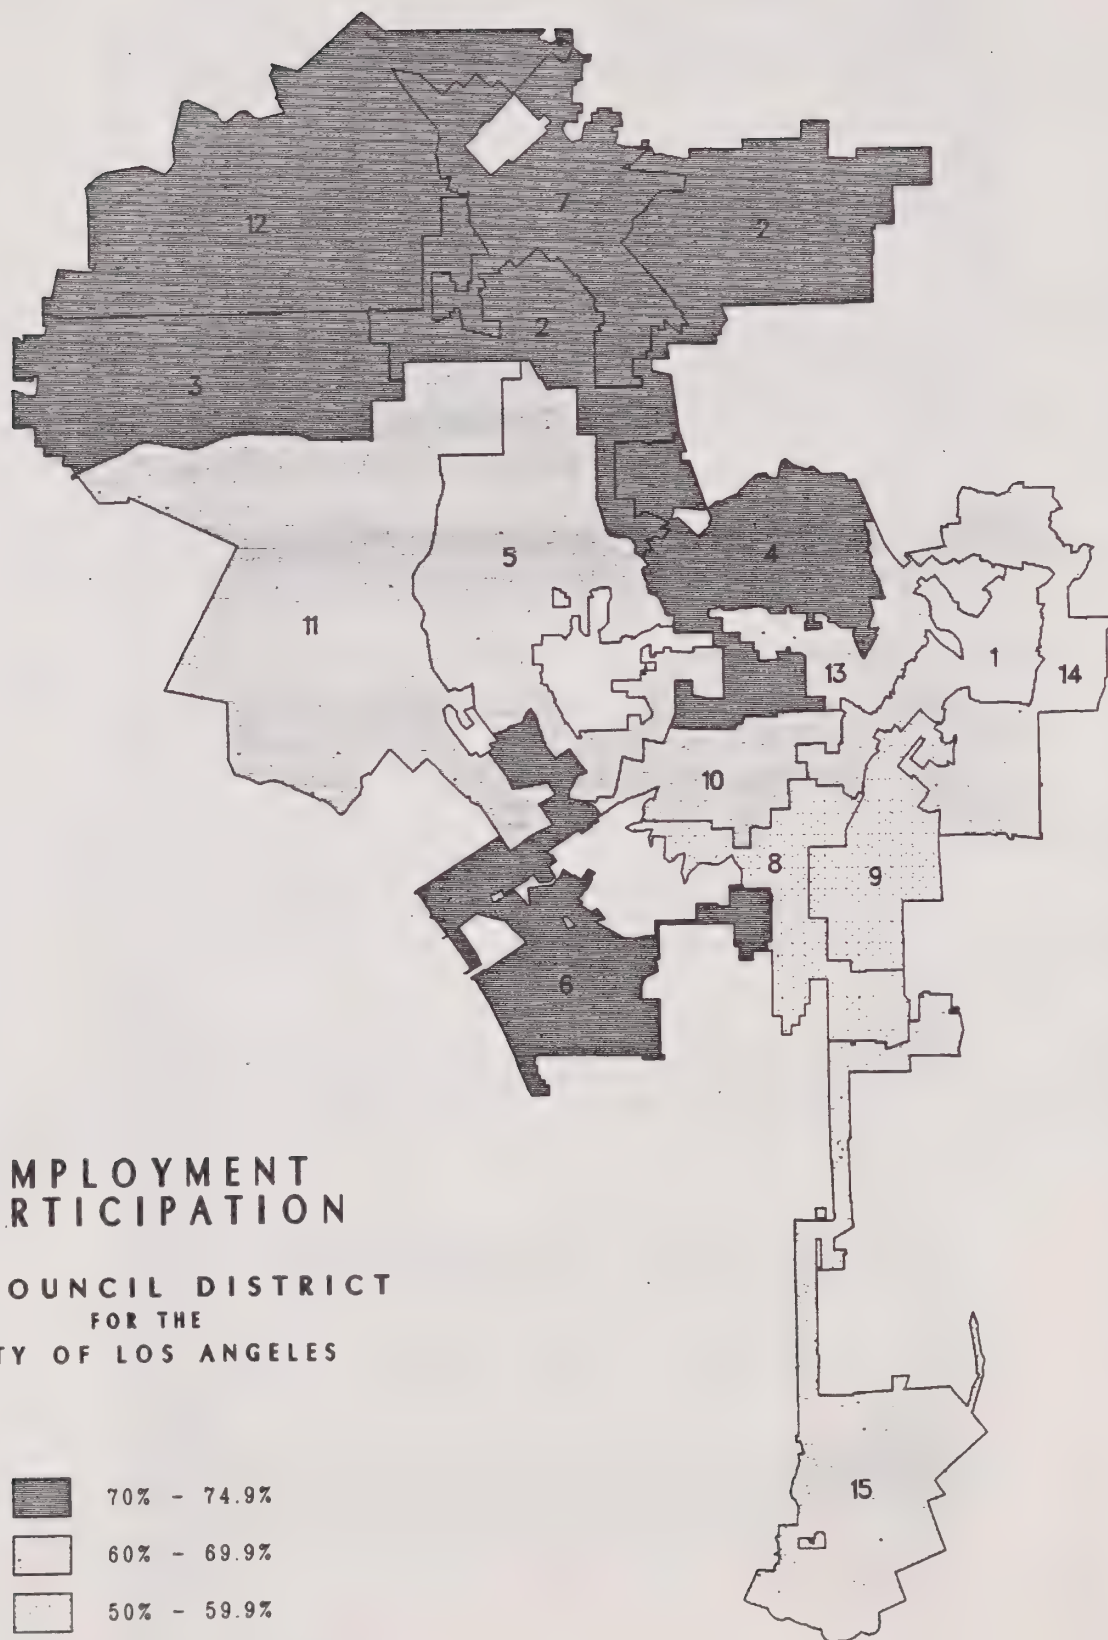 12
7
2
2
3
5
4
11
13
1
14
10
8
9
6
MPLOYMENT
RTICIPATION
OUNCIL DISTRICT
FOR THE
TY OF LOS ANGELES
15
70% - 74.9%
60% - 69.9%
50% - 59.9%